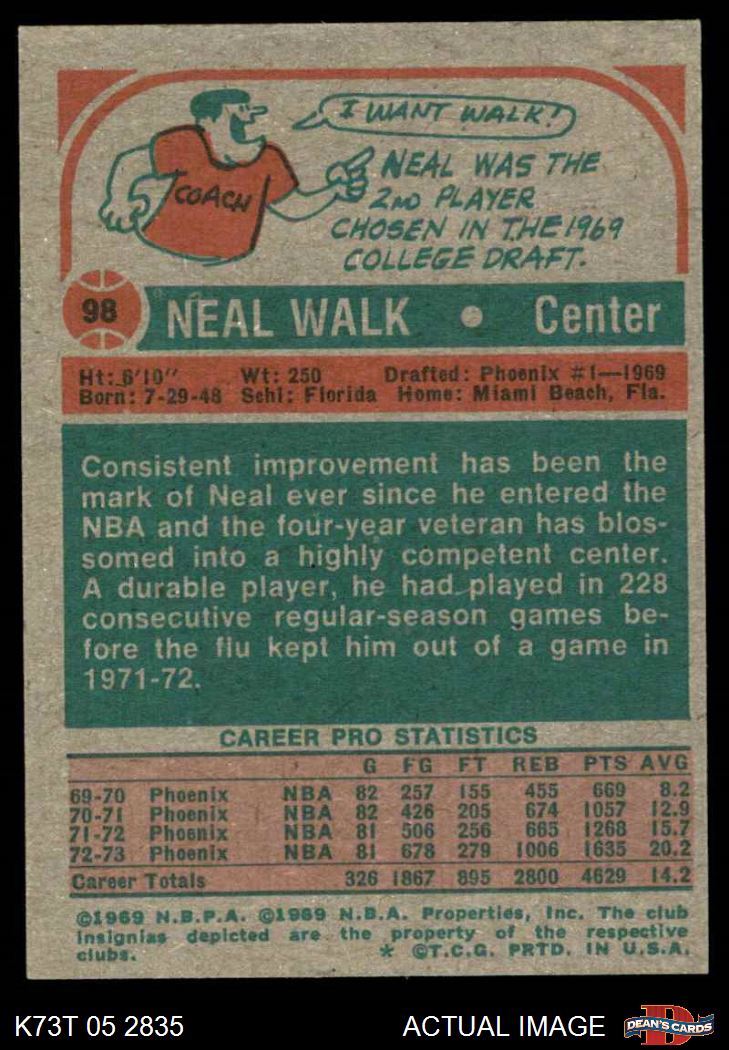 I WANT WALK!
COACH
NEAL WAS THE
2ND PLAYER
CHOSEN IN THE 1969
COLLEGE DRAFT.
98 NEAL WALK • Center
Ht: 6'10" Wt: 250 Drafted: Phoenix #1—1969
Born: 7-29-48 Schl: Florida Home: Miami Beach, Fla.
Consistent improvement has been the
mark of Neal ever since he entered the
NBA and the four-year veteran has blos-
somed into a highly competent center.
A durable player, he had played in 228
consecutive regular-season games be-
fore the flu kept him out of a game in
1971-72.
CAREER PRO STATISTICS
G FG FT REB PTS AVG
69-70 Phoenix NBA 82 257 155 455 669 8.2
70-71 Phoenix NBA 82 426 205 674 1057 12.9
71-72 Phoenix NBA 81 506 256 665 1268 15.7
72-73 Phoenix NBA 81 678 279 1006 1635 20.2
Career Totals 326 1867 895 2800 4629 14.2
©1969 N.B.P.A. ©1969 N.B.A. Properties, Inc. The club
insignias depicted are the property of the respective
clubs. * ©T.C.G. PRTD. IN U.S.A.
K73T 05 2835 ACTUAL IMAGE DEAN'S CARDS